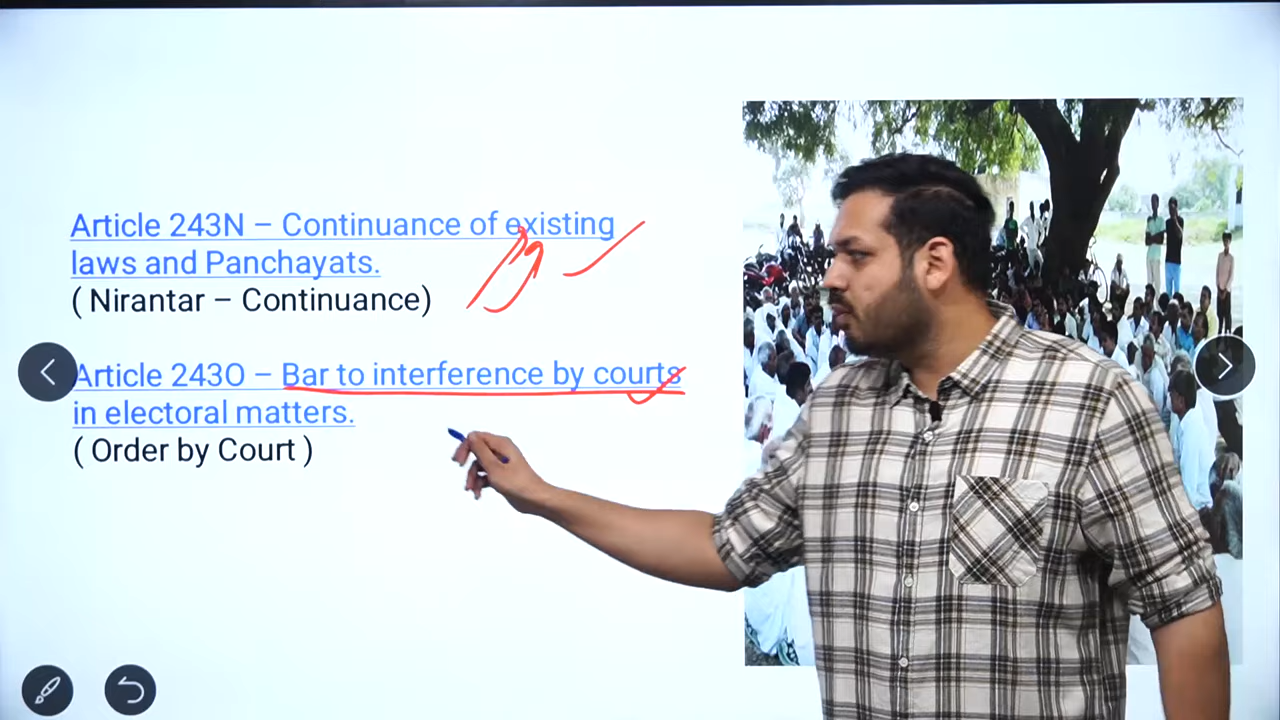 Article 243N – Continuance of existing
laws and Panchayats.
( Nirantar – Continuance)
Article 243O – Bar to interference by courts
in electoral matters.
( Order by Court )